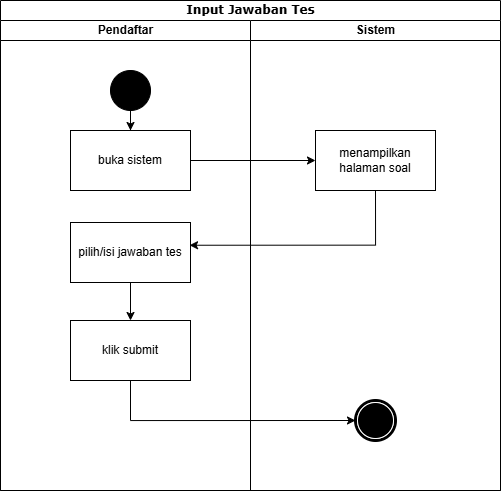 Input Jawaban Tes
Pendaftar
Sistem
buka sistem
menampilkan
halaman soal
pilih/isi jawaban tes
klik submit